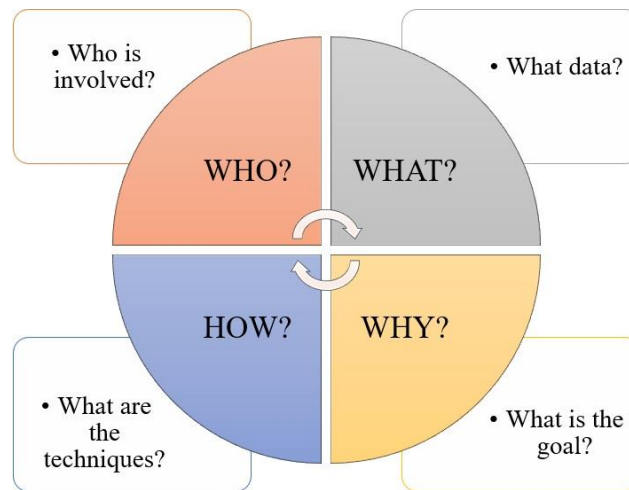 • Who is
involved?
• What data?
WHO?
WHAT?
HOW?
WHY?
• What are
the
techniques?
• What is the
goal?